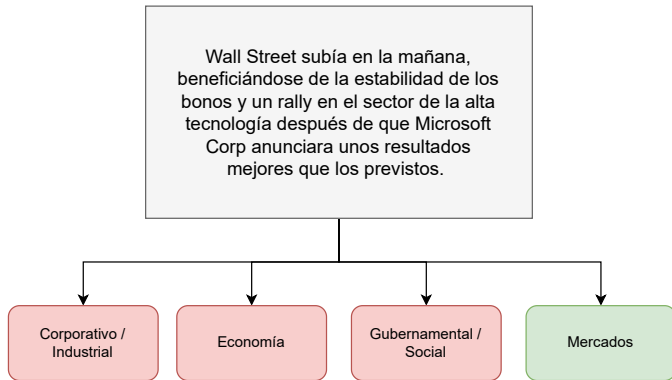 Wall Street subía en la mañana,
beneficiándose de la estabilidad de los
bonos y un rally en el sector de la alta
tecnología después de que Microsoft
Corp anunciara unos resultados
mejores que los previstos.
Corporativo /
Industrial
Economía
Gubernamental /
Social
Mercados